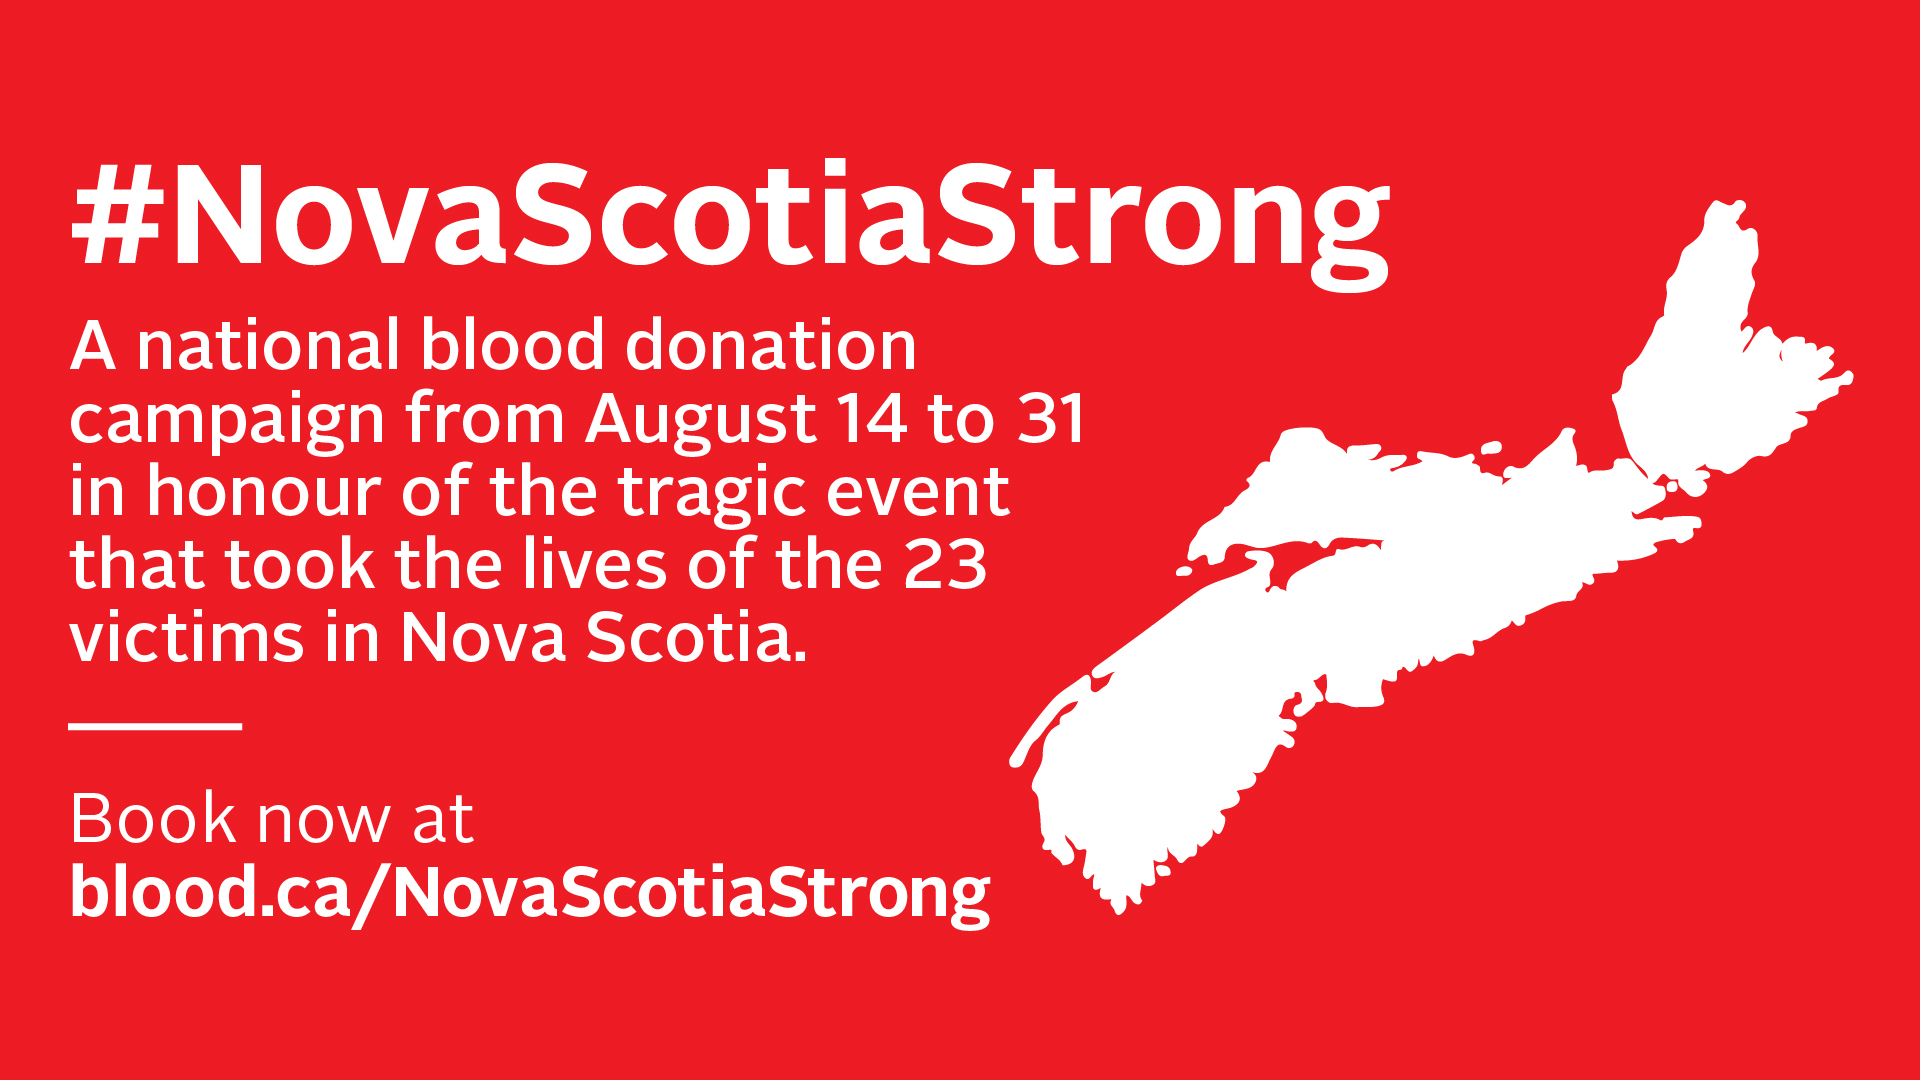 #NovaScotiaStrong
A national blood donation
campaign from August 14 to 31
in honour of the tragic event
that took the lives of the 23
victims in Nova Scotia.
Book now at
blood.ca/NovaScotiaStrong